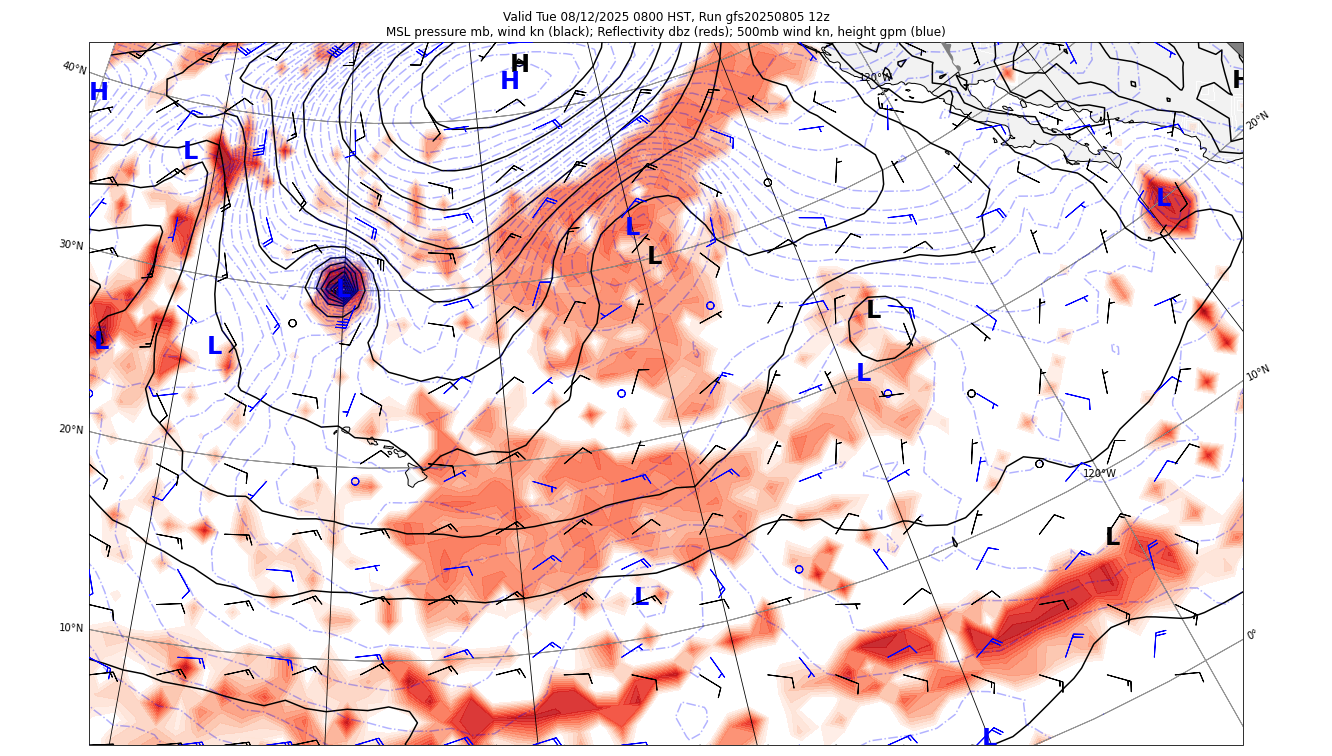 Valid Tue 08/12/2025 0800 HST, Run gfs20250805 12z
MSL pressure mb, wind kn (black); Reflectivity dbz (reds); 500mb wind kn, height gpm (blue)
40°N
H
H
H
120°W
H
20°N
L
L
30°N
L
L
L
L
L
L
L
10°N
20°N
120°W
L
10°N
L
0°
L